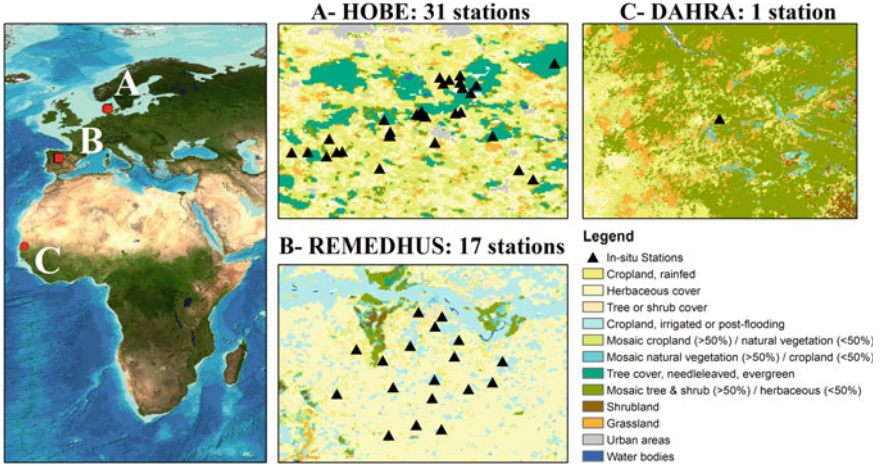 A- HOBE: 31 stations
C- DAHRA: 1 station
A
B
C
B- REMEDHUS: 17 stations
Legend
In-situ Stations
Cropland, rainfed
Herbaceous cover
Tree or shrub cover
Cropland, irrigated or post-flooding
Mosaic cropland (>50%) / natural vegetation (<50%)
Mosaic natural vegetation (>50%) / cropland (<50%)
Tree cover, needleleaved, evergreen
Mosaic tree & shrub (>50%) / herbaceous (<50%)
Shrubland
Grassland
Urban areas
Water bodies